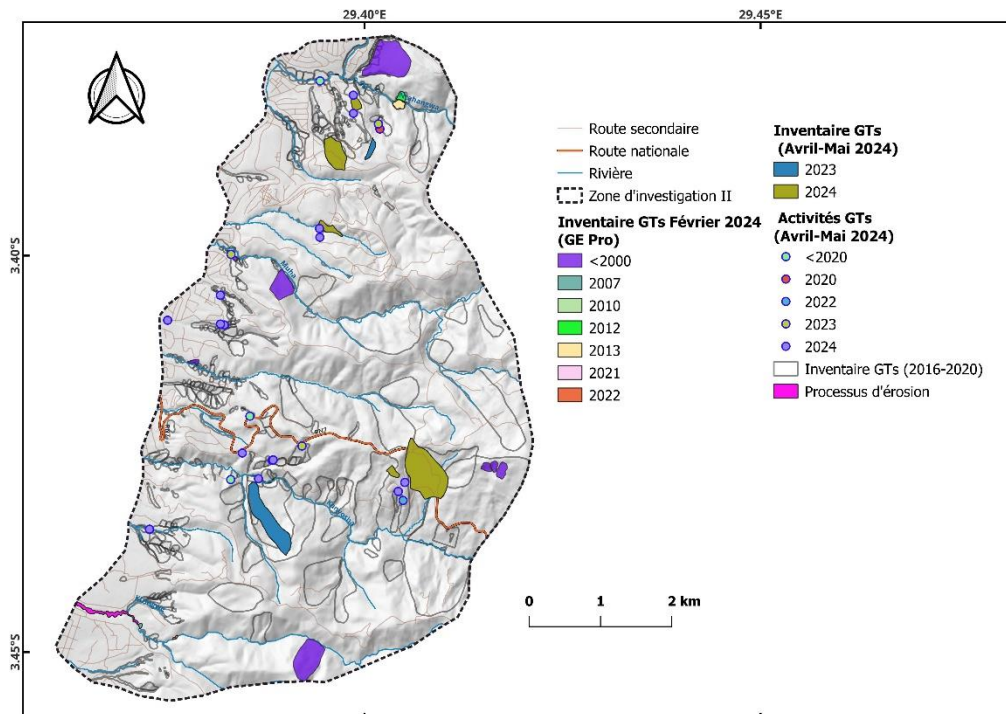 29.40°E
29.45°E
3.40°S
3.45°S
Muha
Route secondaire
Route nationale
Rivière
Zone d'investigation II
Inventaire GTs Février 2024
(GE Pro)
<2000
2007
2010
2012
2013
2021
2022
Inventaire GTs
(Avril-Mai 2024)
2023
2024
Activités GTs
(Avril-Mai 2024)
<2020
2020
2022
2023
2024
Inventaire GTs (2016-2020)
Processus d'érosion
0
1
2 km